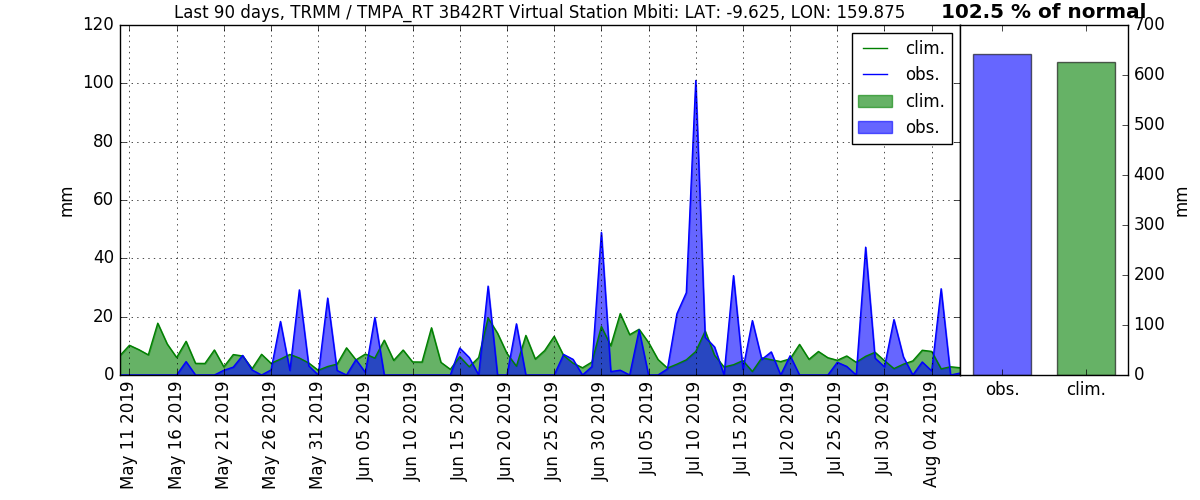 Last 90 days, TRMM / TMPA_RT 3B42RT Virtual Station Mbiti: LAT: -9.625, LON: 159.875
102.5 % of normal
120
100
80
60
40
20
0
mm
clim.
obs.
clim.
obs.
700
600
500
400
300
200
100
0
mm
obs.
clim.
May 11 2019
May 16 2019
May 21 2019
May 26 2019
May 31 2019
Jun 05 2019
Jun 10 2019
Jun 15 2019
Jun 20 2019
Jun 25 2019
Jun 30 2019
Jul 05 2019
Jul 10 2019
Jul 15 2019
Jul 20 2019
Jul 25 2019
Jul 30 2019
Aug 04 2019